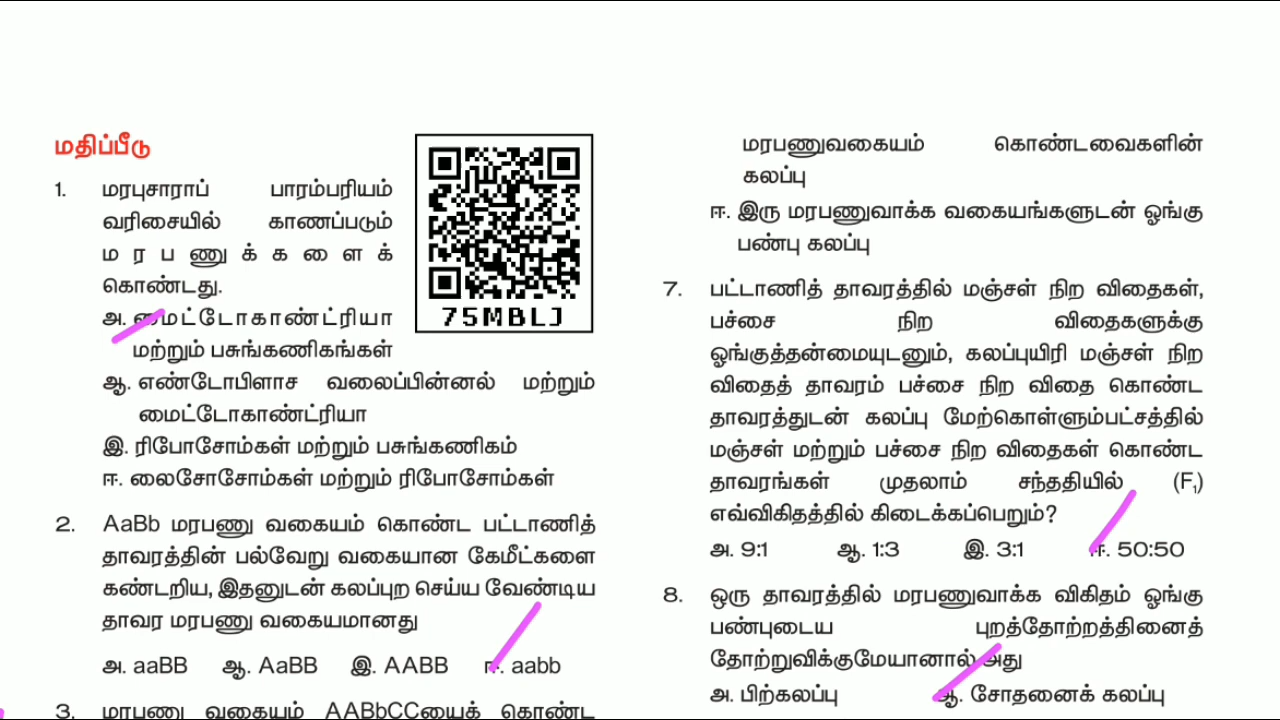 மதிப்பீடு
1. மரபுசாராப் பாரம்பரியம்
வரிசையில் காணப்படும்
ம ர ப ணு க் க ளை க்
கொண்டது.
அ. மைட்டோகாண்ட்ரியா
மற்றும் பசுங்கணிகங்கள்
ஆ. எண்டோபிளாச வலைப்பின்னல் மற்றும்
மைட்டோகாண்ட்ரியா
இ. ரிபோசோம்கள் மற்றும் பசுங்கணிகம்
ஈ. லைசோசோம்கள் மற்றும் ரிபோசோம்கள்
2. AaBb மரபணு வகையம் கொண்ட பட்டாணித்
தாவரத்தின் பல்வேறு வகையான கேமீட்களை
கண்டறிய, இதனுடன் கலப்புற செய்ய வேண்டிய
தாவர மரபணு வகையமானது
அ. aaBB ஆ. AaBB இ. AABB ஈ. aabb
3. மரபணு வகையம் AABbCCயைக் கொண்ட
75MBLJ
மரபணுவகையம் கொண்டவைகளின்
கலப்பு
ஈ. இரு மரபணுவாக்க வகையங்களுடன் ஓங்கு
பண்பு கலப்பு
7. பட்டாணித் தாவரத்தில் மஞ்சள் நிற விதைகள்,
பச்சை நிற விதைகளுக்கு
ஓங்குத்தன்மையுடனும், கலப்புயிரி மஞ்சள் நிற
விதைத் தாவரம் பச்சை நிற விதை கொண்ட
தாவரத்துடன் கலப்பு மேற்கொள்ளும்பட்சத்தில்
மஞ்சள் மற்றும் பச்சை நிற விதைகள் கொண்ட
தாவரங்கள் முதலாம் சந்ததியில் (F₁)
எவ்விகிதத்தில் கிடைக்கப்பெறும்?
அ. 9:1 ஆ. 1:3 இ. 3:1 ஈ. 50:50
8. ஒரு தாவரத்தில் மரபணுவாக்க விகிதம் ஓங்கு
பண்புடைய புறத்தோற்றத்தினைத்
தோற்றுவிக்குமேயானால் அது
அ. பிற்கலப்பு ஆ. சோதனைக் கலப்பு